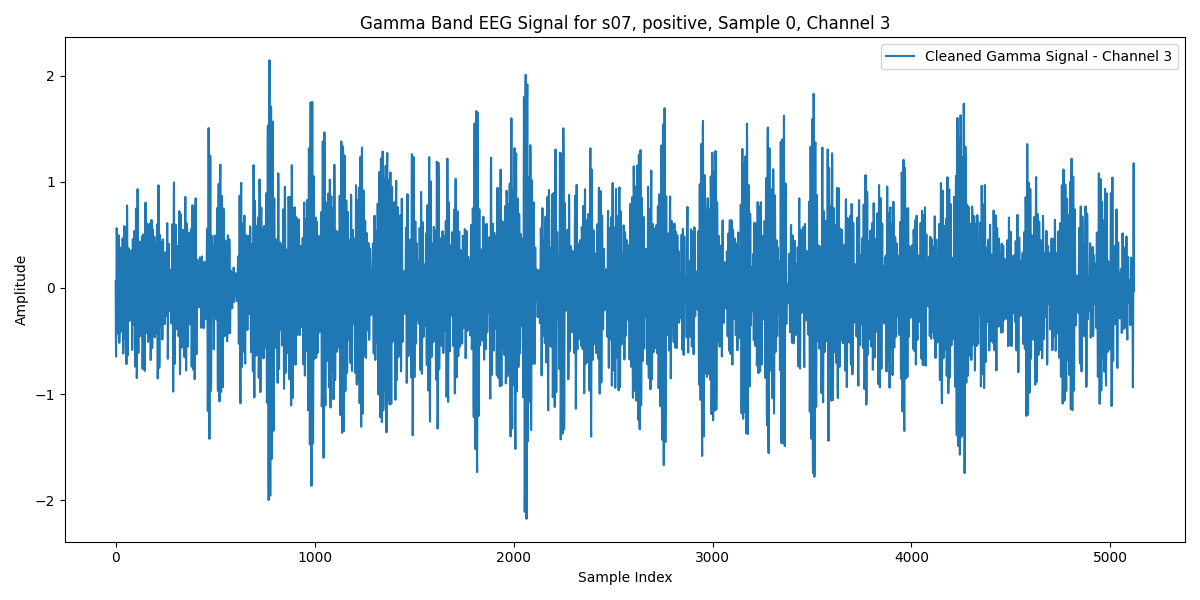 Gamma Band EEG Signal for s07, positive, Sample 0, Channel 3
Cleaned Gamma Signal - Channel 3
2
1
0
−1
−2
Amplitude
0 1000 2000 3000 4000 5000
Sample Index